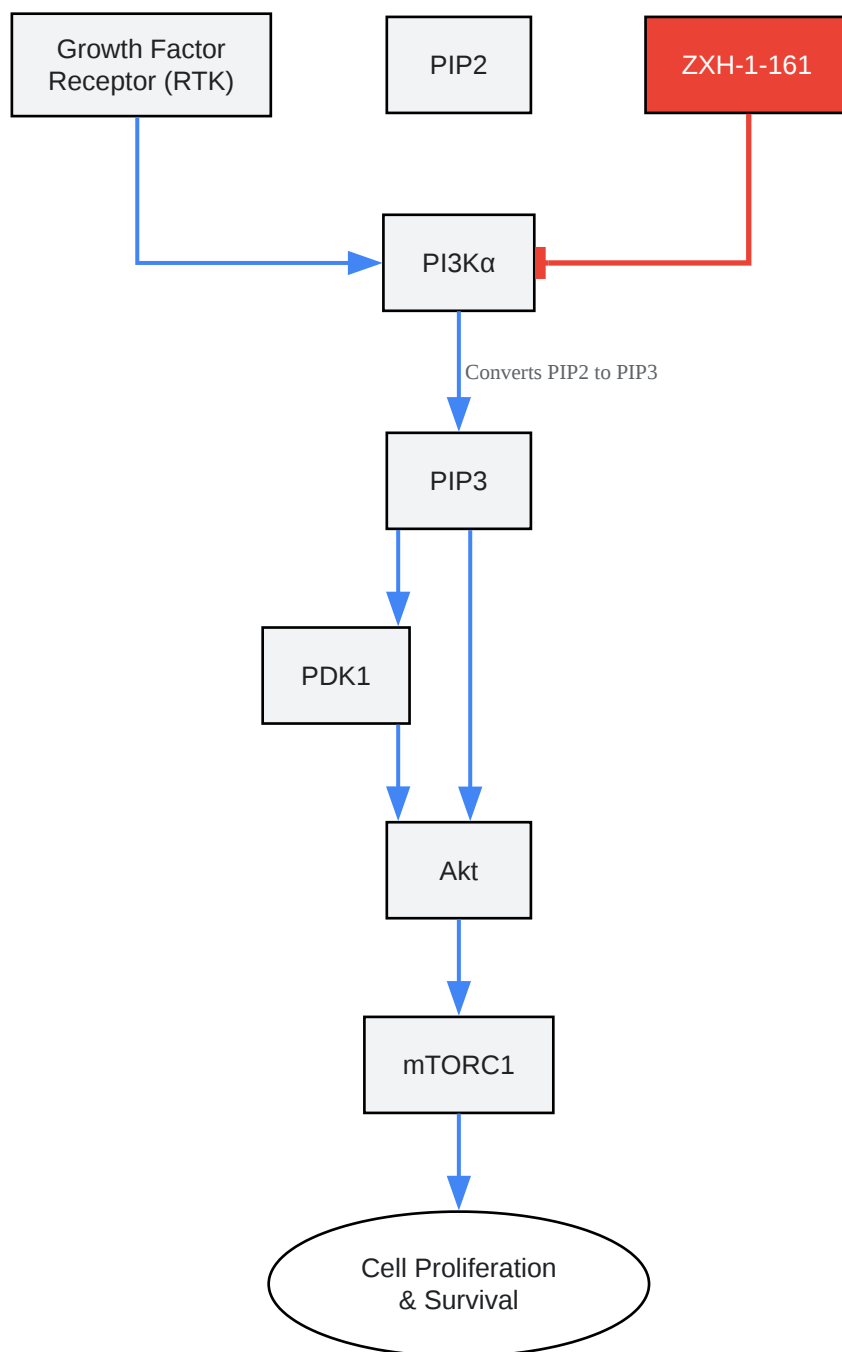 Growth Factor
Receptor (RTK)
PIP2
ZXH-1-161
PI3Kα
Converts PIP2 to PIP3
PIP3
PDK1
Akt
mTORC1
Cell Proliferation
& Survival